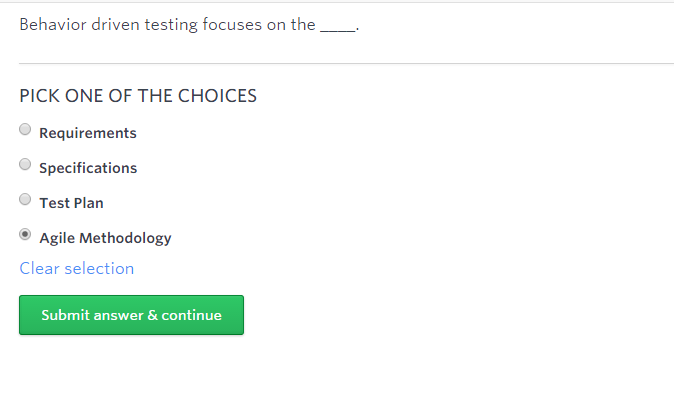 Behavior driven testing focuses on the ____.
PICK ONE OF THE CHOICES
Requirements
Specifications
Test Plan
Agile Methodology
Clear selection
Submit answer & continue